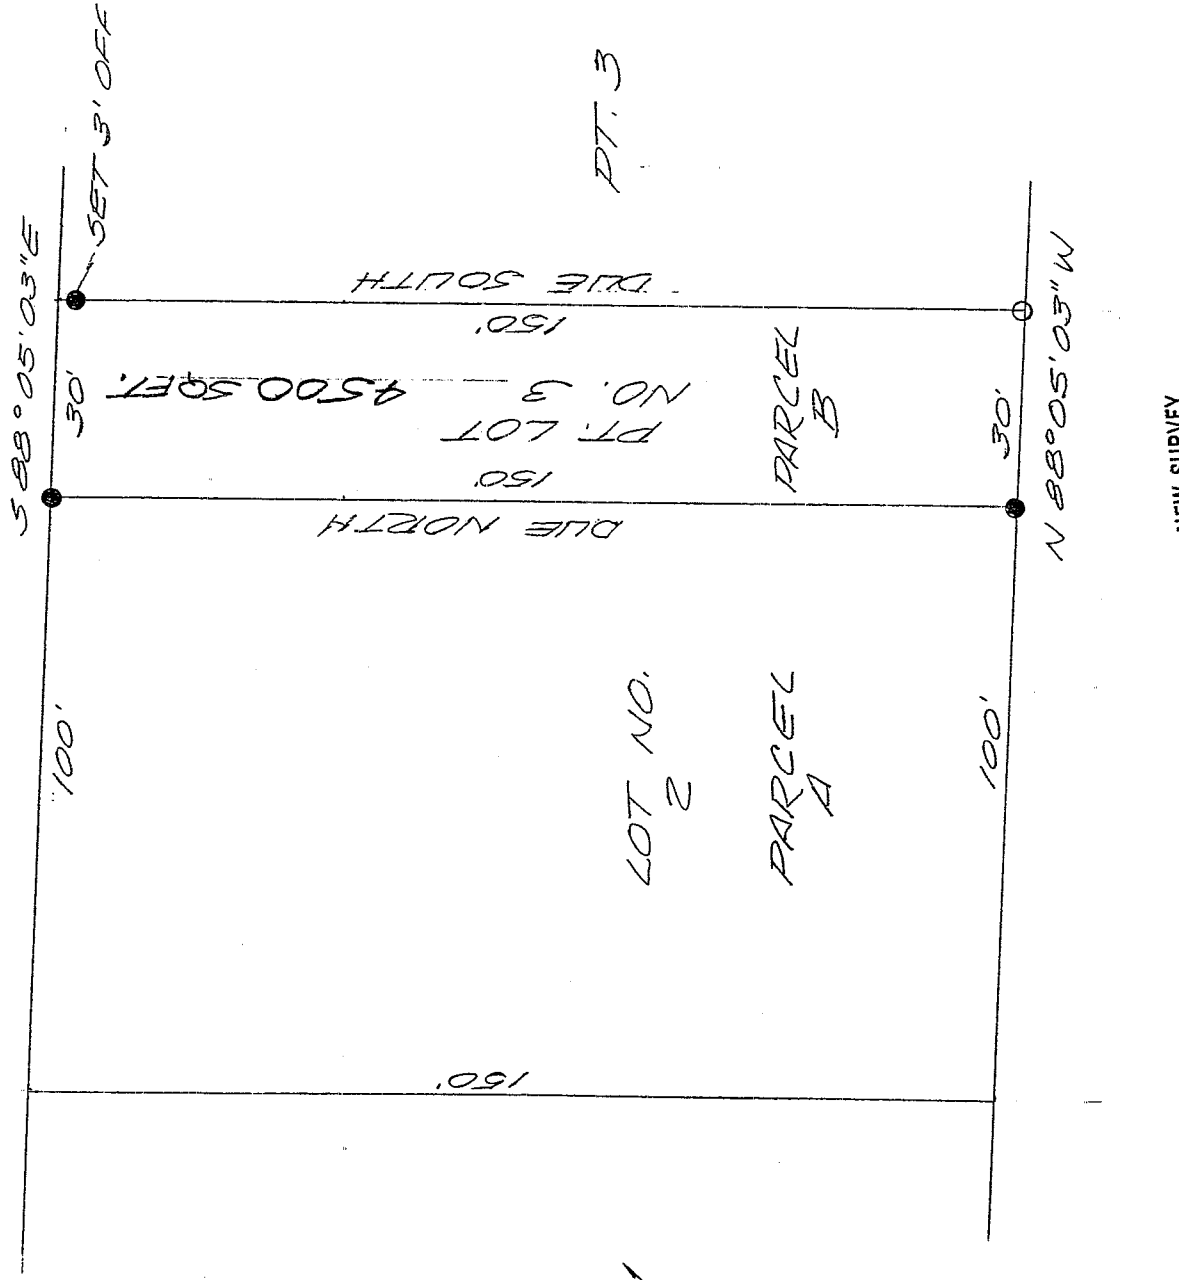 S 88° 05' 03" E
SET 3' OFF
30'
100'
DUE SOUTH
150'
4500 SQ FT.
PT. LOT
NO. 3
150'
DUE NORTH
PT. 3
PARCEL
B
LOT NO.
2
PARCEL
A
150'
30'
100'
N 88° 05' 03" W
NEW SURVEY